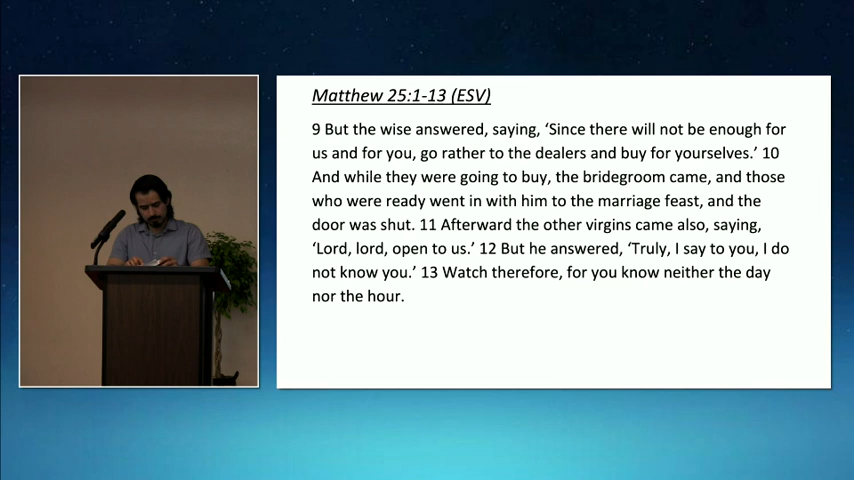 Matthew 25:1-13 (ESV)
9 But the wise answered, saying, ‘Since there will not be enough for
us and for you, go rather to the dealers and buy for yourselves.’ 10
And while they were going to buy, the bridegroom came, and those
who were ready went in with him to the marriage feast, and the
door was shut. 11 Afterward the other virgins came also, saying,
‘Lord, lord, open to us.’ 12 But he answered, ‘Truly, I say to you, I do
not know you.’ 13 Watch therefore, for you know neither the day
nor the hour.